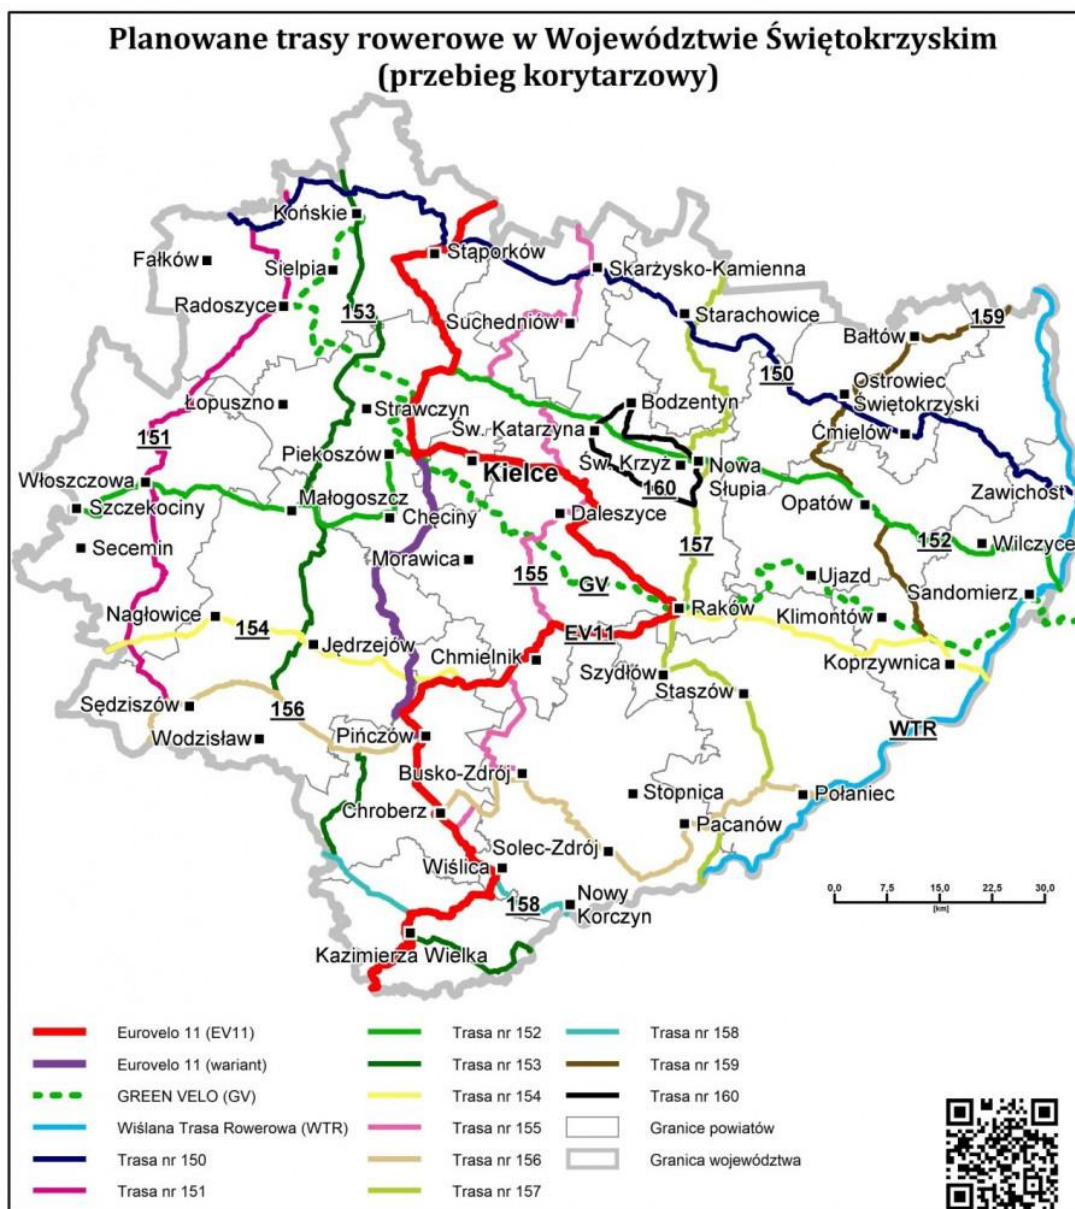 Planowane trasy rowerowe w Województwie Świętokrzyskim
(przebieg korytarzowy)
Końskie
Fałków
Sielpia
Stąporków
Skarżysko-Kamienna
Radoszyce
153
Suchedniów
Starachowice
Bałtów
159
150
Ostrowiec
Świętokrzyski
Łopuszno
Strawczyn
Bodzentyn
Św. Katarzyna
Ćmielów
151
Piekoszów
Kielce
Św. Krzyż
Nowa
Słupia
160
Włoszczowa
Szczekociny
Małogoszcz
Chęciny
Daleszyce
Opatów
Zawichost
Secemin
Morawica
155
157
152
Wilczyce
GV
Ujazd
Sandomierz
Nagłowice
154
Raków
Klimontów
Jędrzejów
EV11
Chmielnik
Koprzywnica
Szydłów
Staszów
Sędziszów
156
Wodzisław
Pińczów
WTR
Busko-Zdrój
Stopnica
Połaniec
Chroberz
Pacanów
Solec-Zdrój
Wiślica
158
Nowy
Korczyn
Kazimierza Wielka
0,0 7,5 15,0 22,5 30,0
[km]
Eurovelo 11 (EV11)
Eurovelo 11 (wariant)
GREEN VELO (GV)
Wiślana Trasa Rowerowa (WTR)
Trasa nr 150
Trasa nr 151
Trasa nr 152
Trasa nr 153
Trasa nr 154
Trasa nr 155
Trasa nr 156
Trasa nr 157
Trasa nr 158
Trasa nr 159
Trasa nr 160
Granice powiatów
Granica województwa